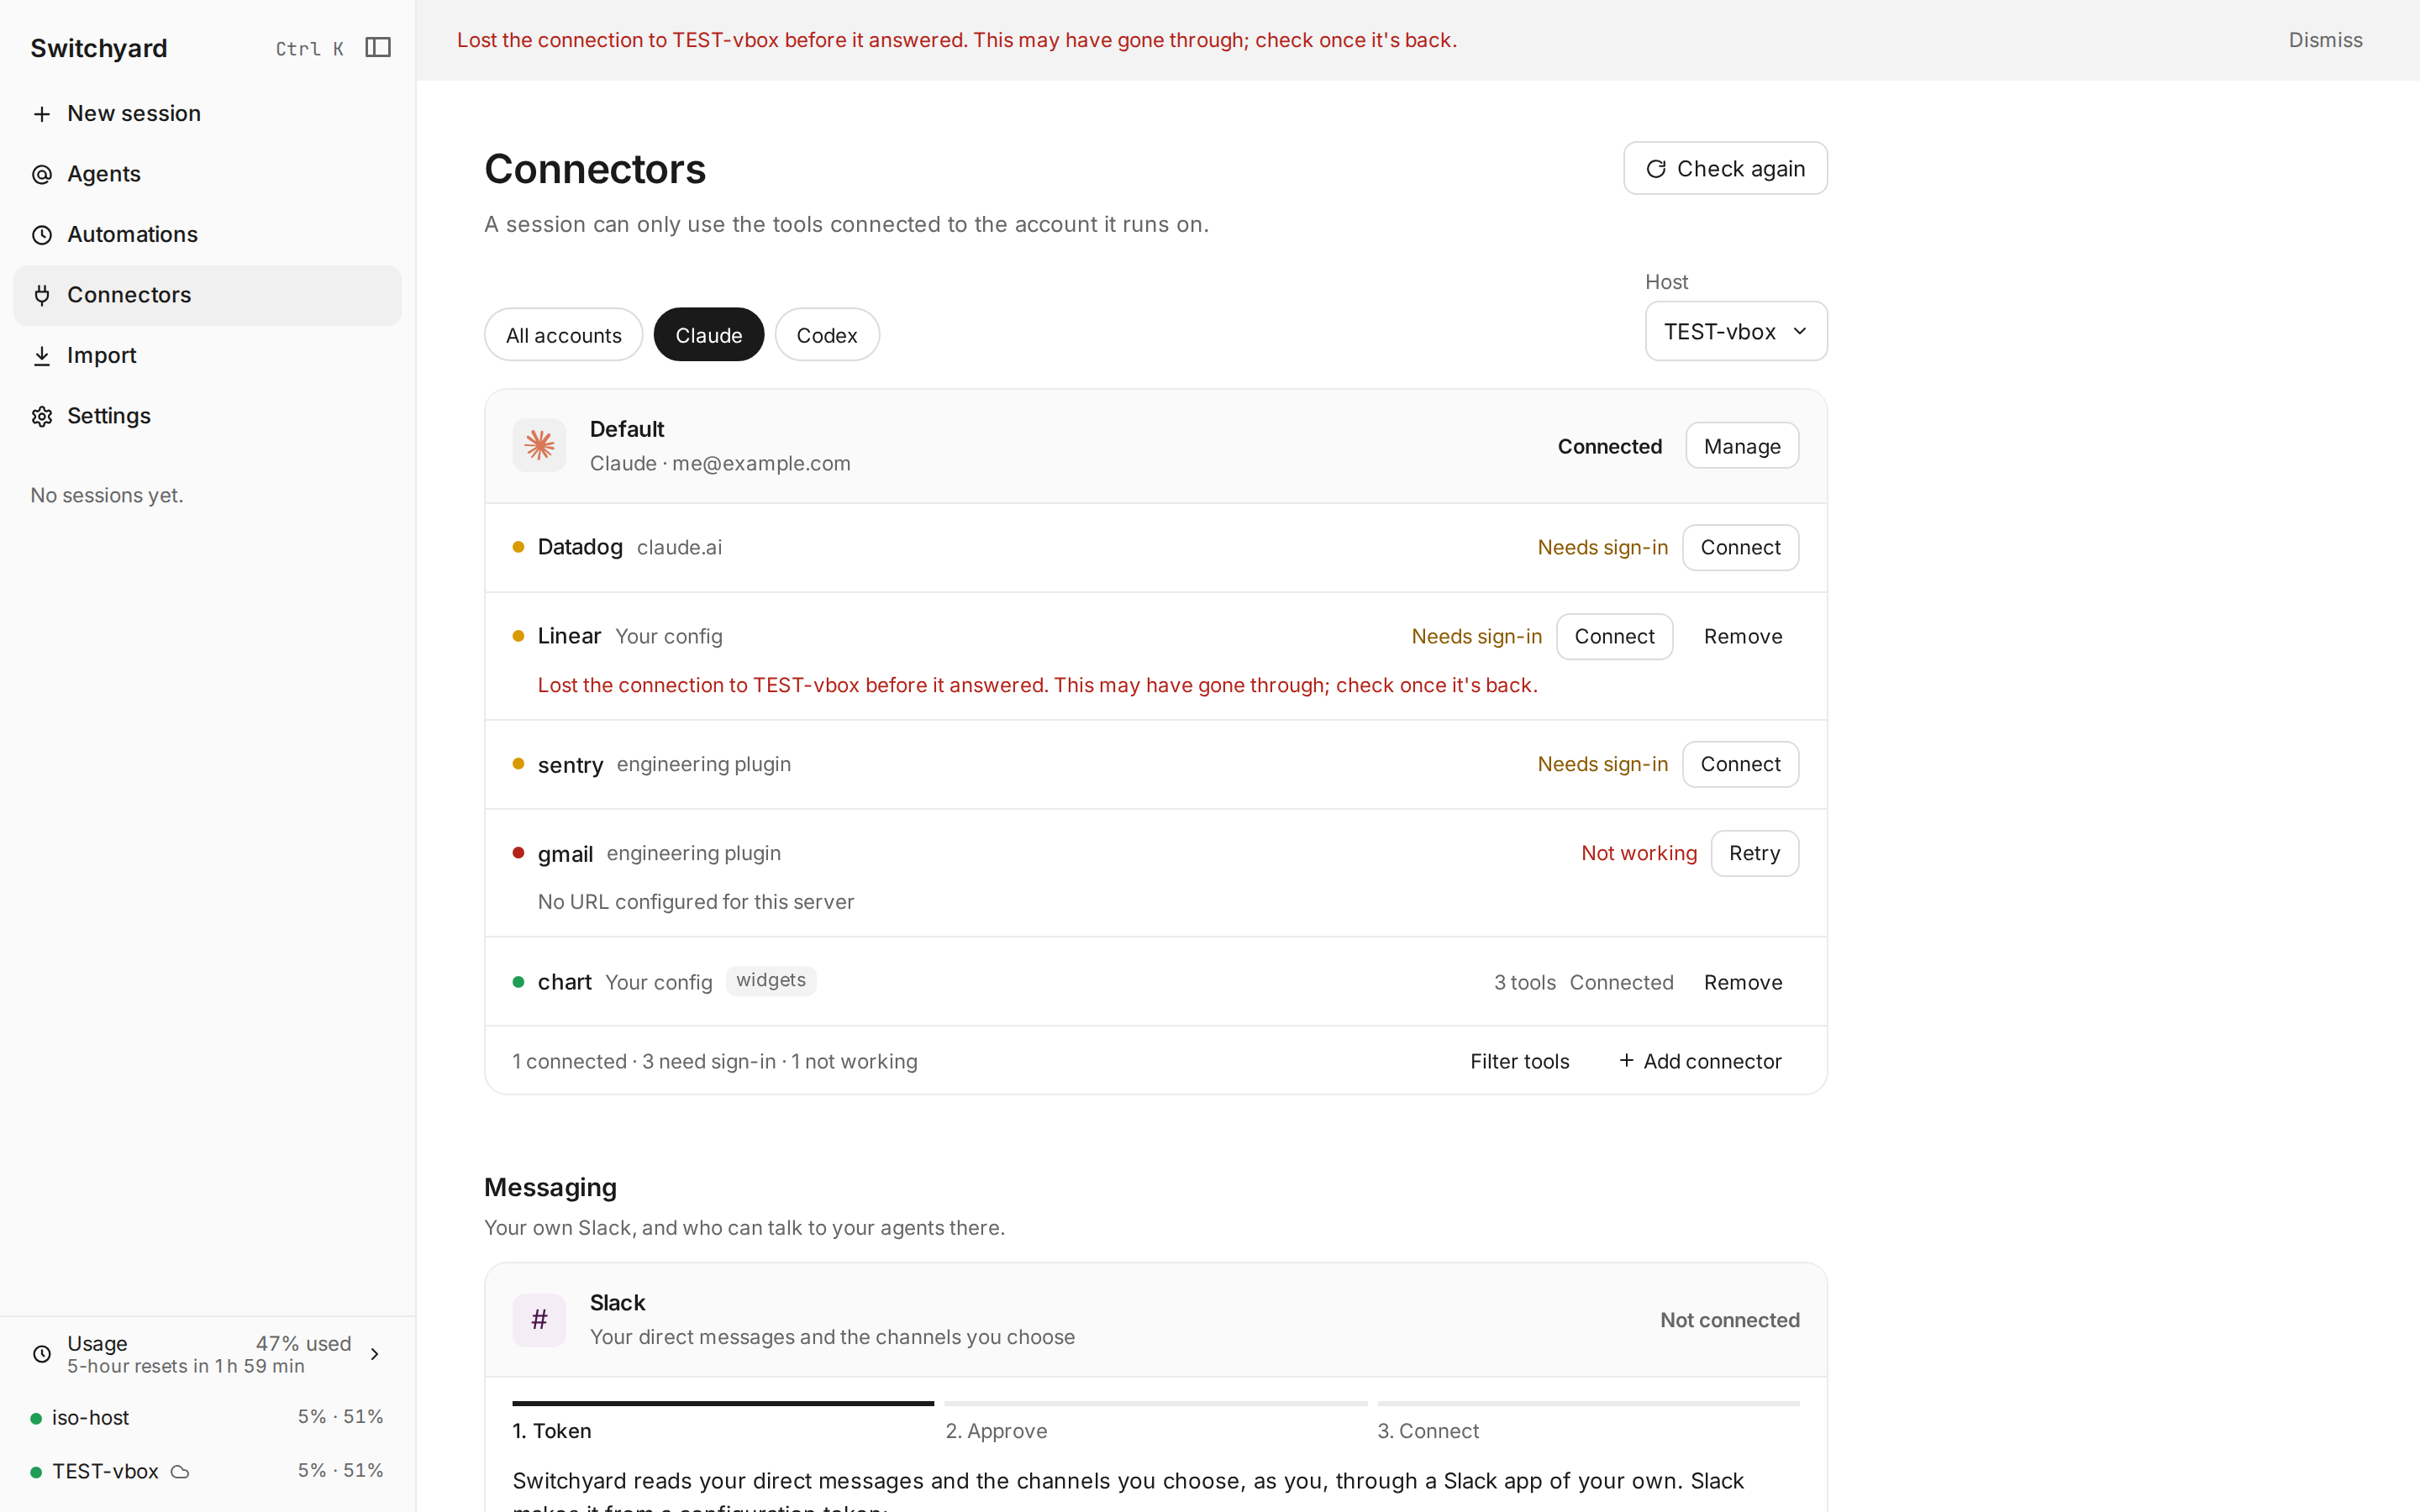 Switchyard
Ctrl K
New session
Agents
Automations
Connectors
Import
Settings
No sessions yet.
Usage 47% used
5-hour resets in 1 h 59 min
iso-host 5% · 51%
TEST-vbox 5% · 51%
Lost the connection to TEST-vbox before it answered. This may have gone through; check once it's back. Dismiss
Connectors
Check again
A session can only use the tools connected to the account it runs on.
Host
All accounts Claude Codex TEST-vbox
Default
Claude · me@example.com
Connected Manage
Datadog claude.ai Needs sign-in Connect
Linear Your config Needs sign-in Connect Remove
Lost the connection to TEST-vbox before it answered. This may have gone through; check once it's back.
sentry engineering plugin Needs sign-in Connect
gmail engineering plugin Not working Retry
No URL configured for this server
chart Your config widgets 3 tools Connected Remove
1 connected · 3 need sign-in · 1 not working Filter tools + Add connector
Messaging
Your own Slack, and who can talk to your agents there.
# Slack
Your direct messages and the channels you choose
Not connected
1. Token 2. Approve 3. Connect
Switchyard reads your direct messages and the channels you choose, as you, through a Slack app of your own. Slack
makes it from a configuration token: